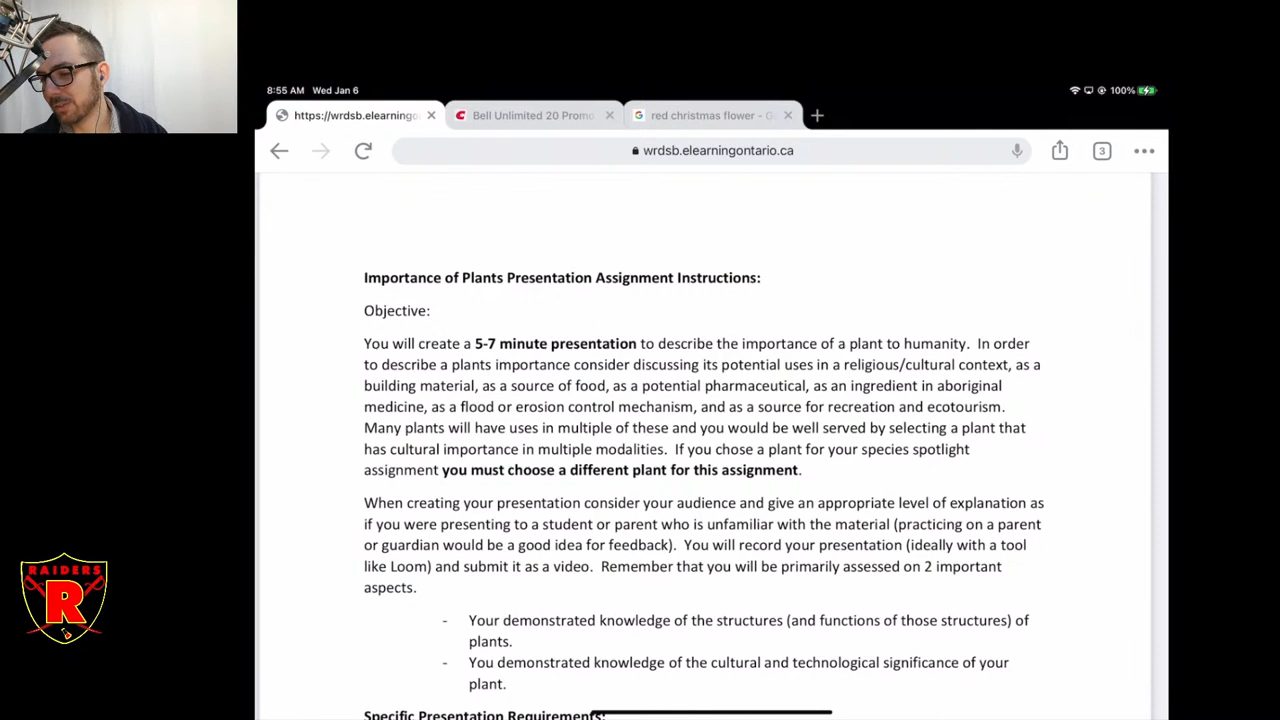 8:55 AM Wed Jan 6
100%
https://wrdsb.elearningo
Bell Unlimited 20 Promo
red christmas flower - G
wrdsb.elearningontario.ca
3
Importance of Plants Presentation Assignment Instructions:
Objective:
You will create a 5-7 minute presentation to describe the importance of a plant to humanity. In order
to describe a plants importance consider discussing its potential uses in a religious/cultural context, as a
building material, as a source of food, as a potential pharmaceutical, as an ingredient in aboriginal
medicine, as a flood or erosion control mechanism, and as a source for recreation and ecotourism.
Many plants will have uses in multiple of these and you would be well served by selecting a plant that
has cultural importance in multiple modalities. If you chose a plant for your species spotlight
assignment you must choose a different plant for this assignment.
When creating your presentation consider your audience and give an appropriate level of explanation as
if you were presenting to a student or parent who is unfamiliar with the material (practicing on a parent
or guardian would be a good idea for feedback). You will record your presentation (ideally with a tool
like Loom) and submit it as a video. Remember that you will be primarily assessed on 2 important
aspects.
- Your demonstrated knowledge of the structures (and functions of those structures) of
plants.
- You demonstrated knowledge of the cultural and technological significance of your
plant.
Specific Presentation Requirements:
RAIDERS
R